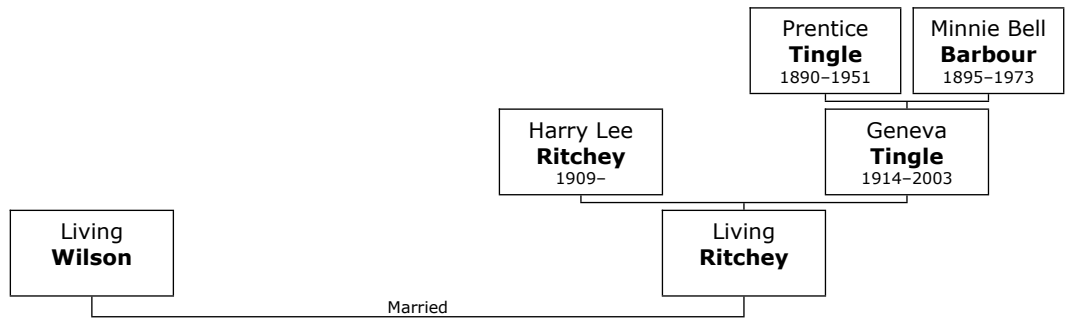 Prentice
Tingle
1890–1951
Minnie Bell
Barbour
1895–1973
Harry Lee
Ritchey
1909–
Geneva
Tingle
1914–2003
Living
Wilson
Living
Ritchey
Married